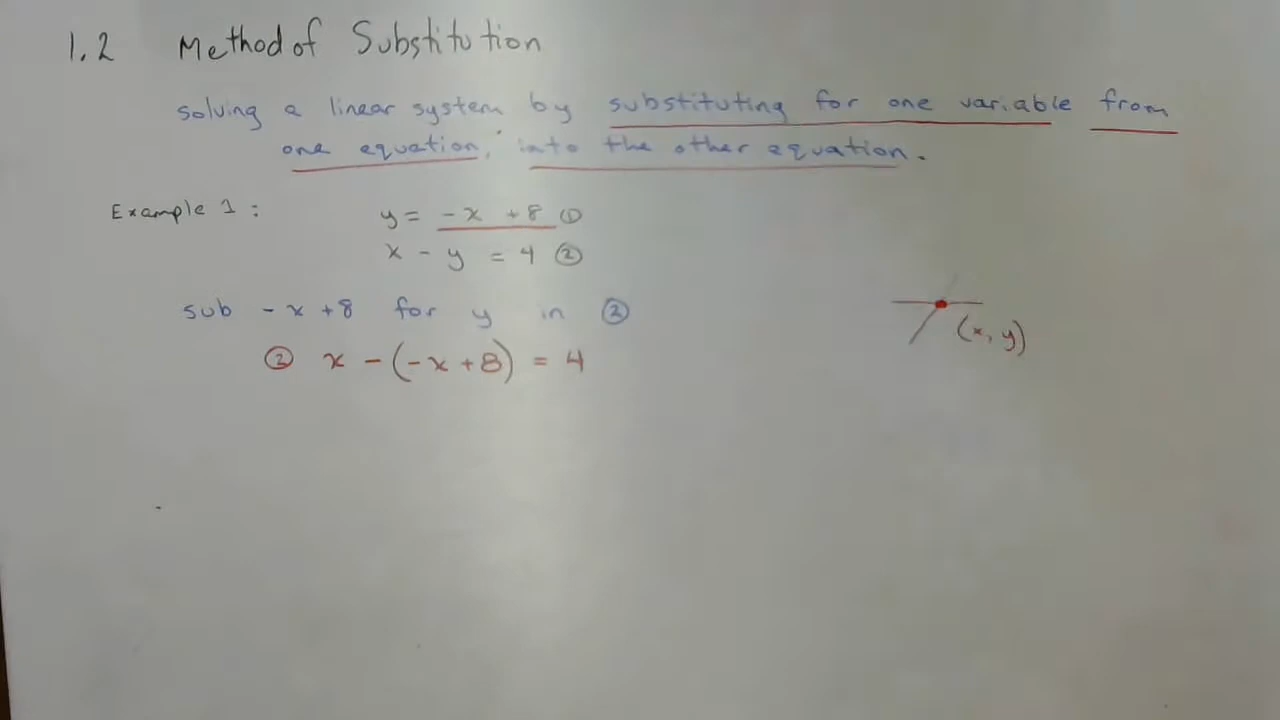 1.2 Method of Substitution
solving a linear system by substituting for one variable from
one equation, into the other equation.
Example 1: y = -x +8 ①
x - y = 4 ②
sub -x +8 for y in ②
② x - (-x +8) = 4
(x, y)